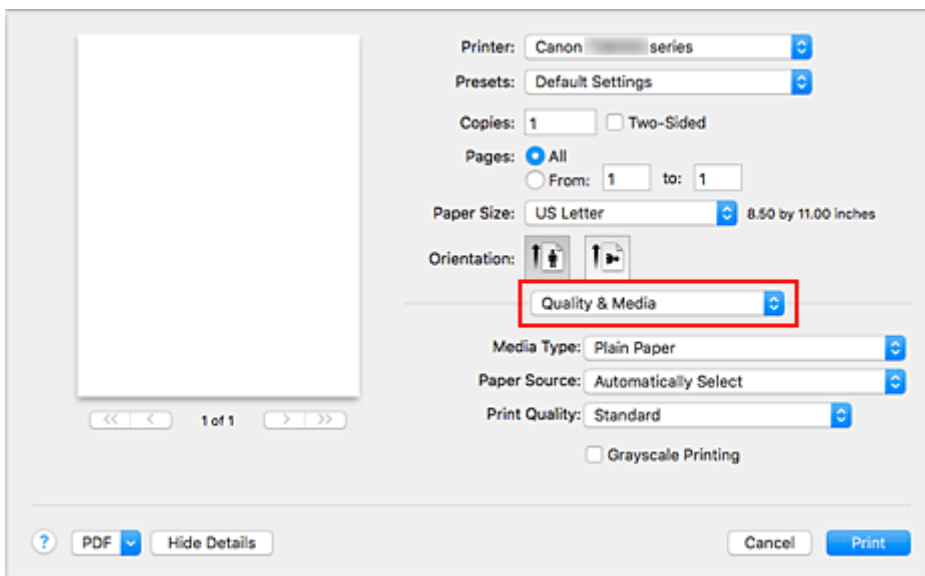 Printer: Canon series
Presets: Default Settings
Copies: 1 Two-Sided
Pages: All
From: 1 to: 1
Paper Size: US Letter 8.50 by 11.00 inches
Orientation:
Quality & Media
Media Type: Plain Paper
Paper Source: Automatically Select
Print Quality: Standard
Grayscale Printing
<< < 1 of 1 > >>
? PDF Hide Details Cancel Print